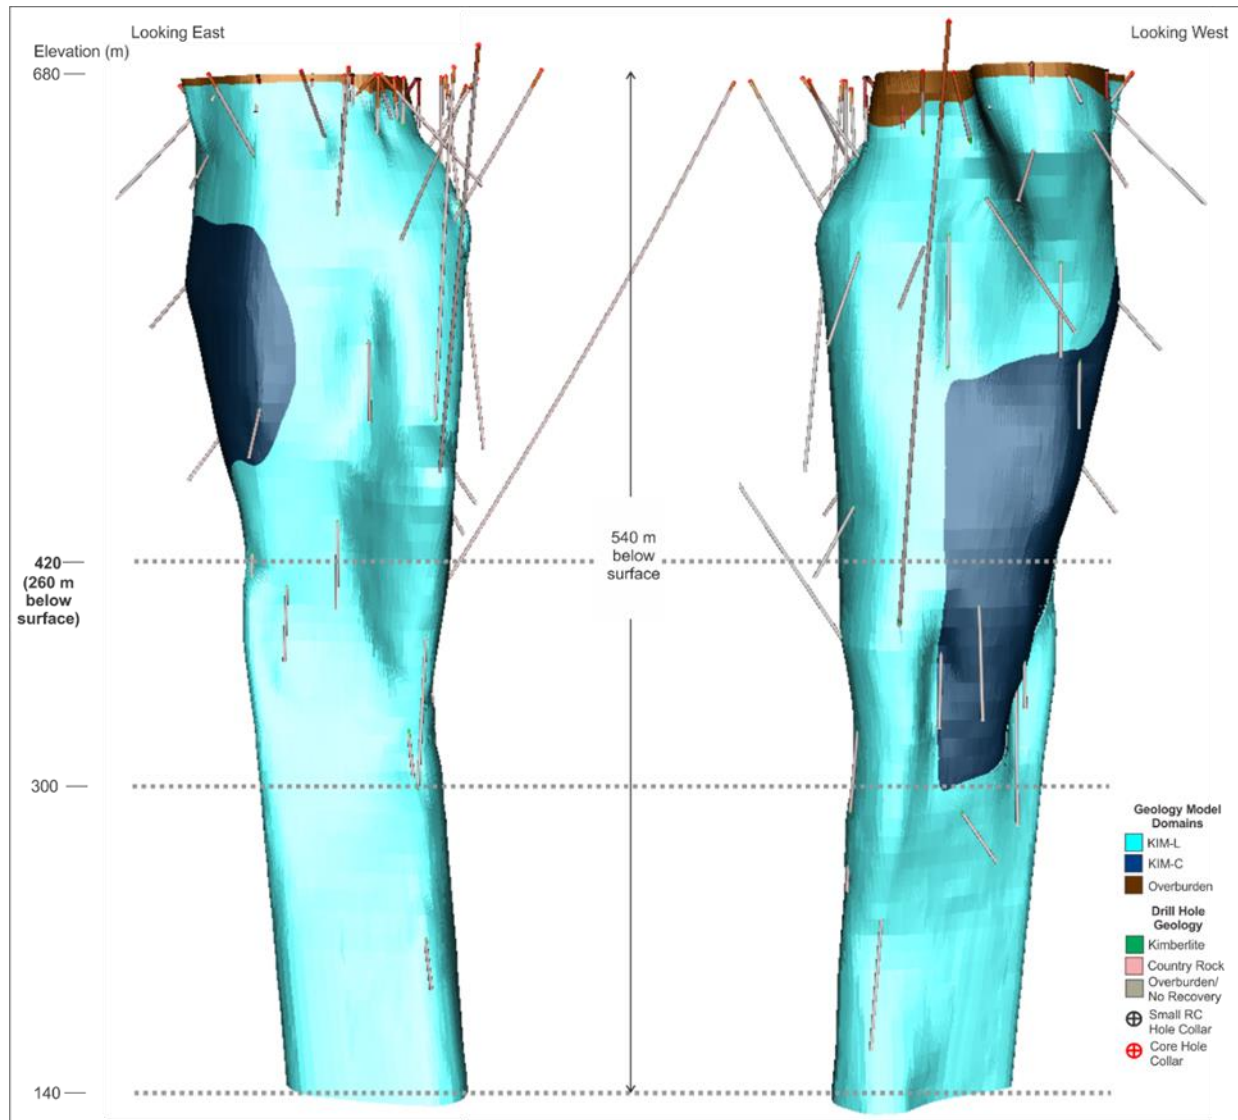 Looking East
Looking West
Elevation (m)
680
540 m
below
surface
420
(260 m
below
surface)
300
140
Geology Model
Domains
KIM-L
KIM-C
Overburden
Drill Hole
Geology
Kimberlite
Country Rock
Overburden/
No Recovery
Small RC
Hole Collar
Core Hole
Collar